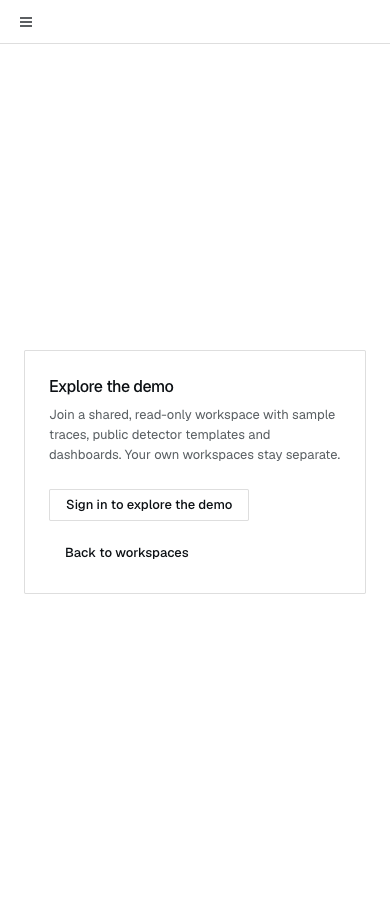 Explore the demo
Join a shared, read-only workspace with sample
traces, public detector templates and
dashboards. Your own workspaces stay separate.
Sign in to explore the demo
Back to workspaces